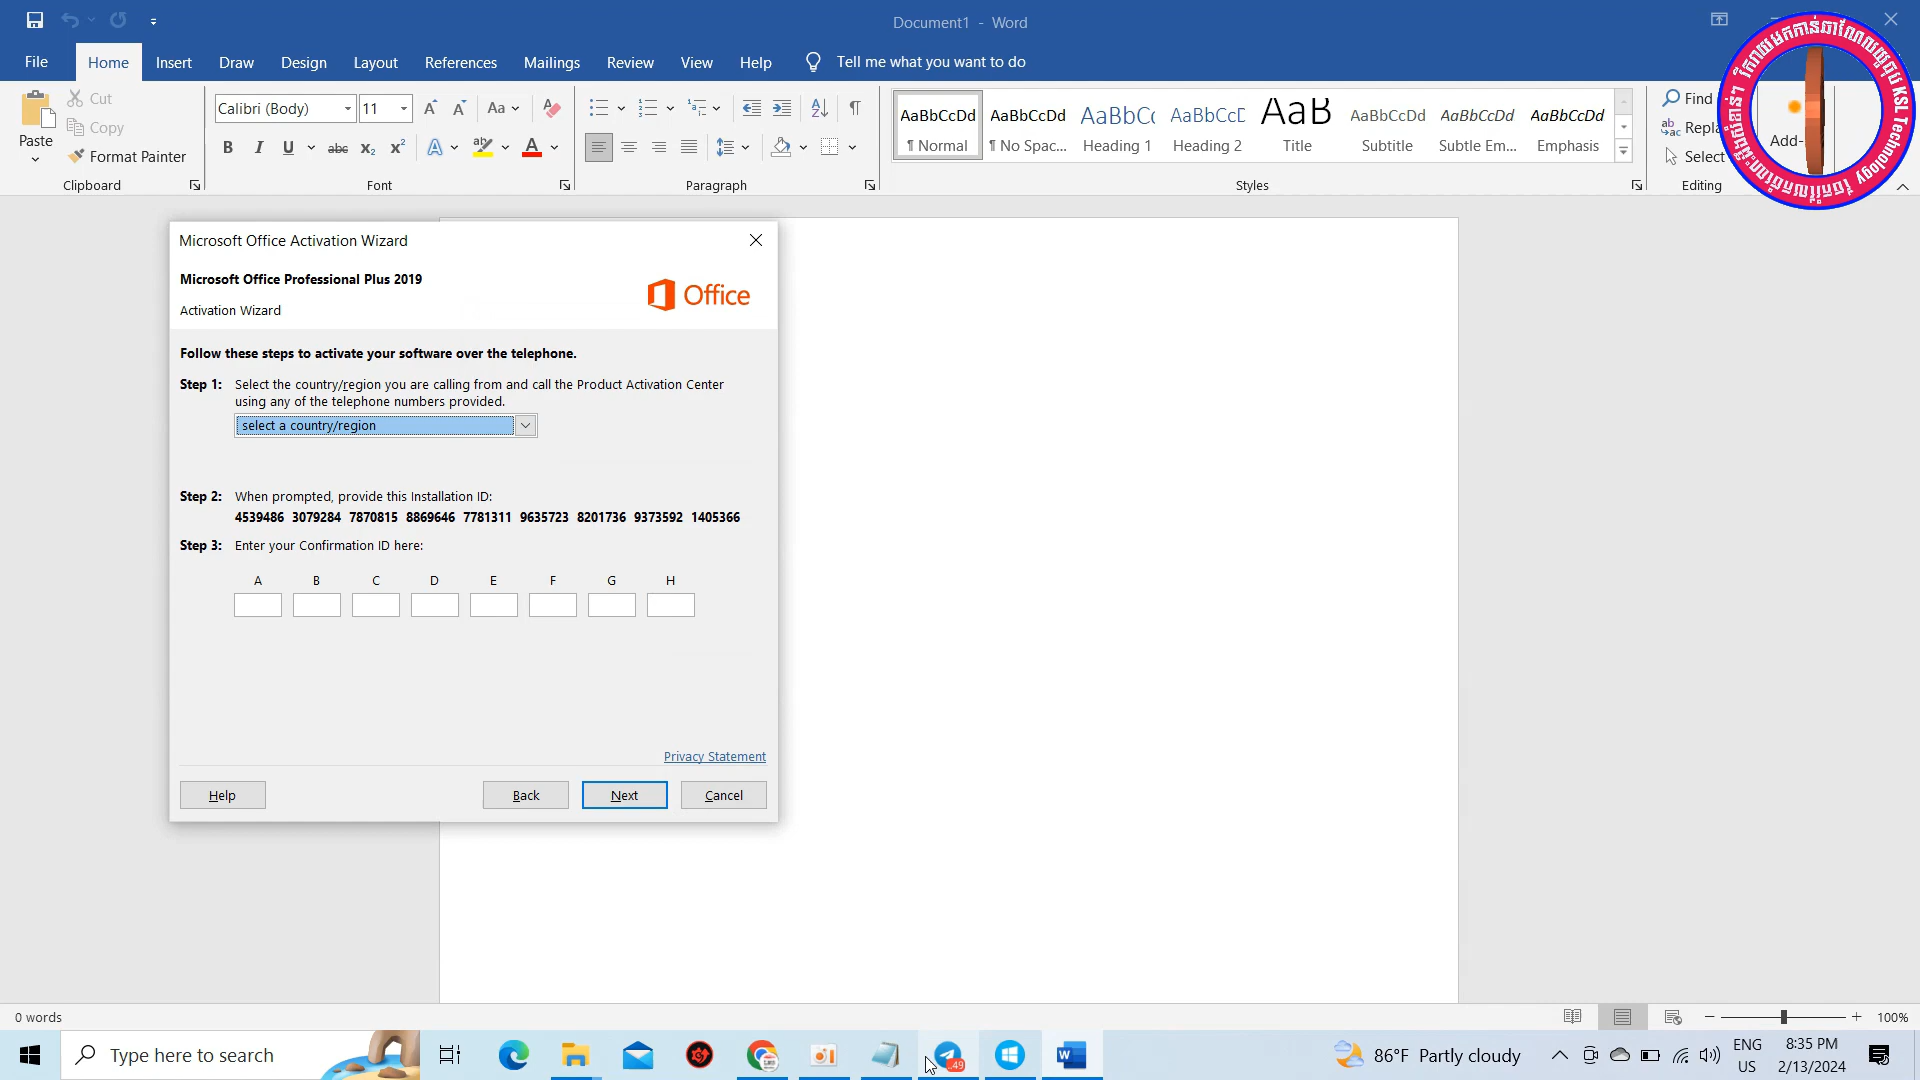 Document1 - Word
File Home Insert Draw Design Layout References Mailings Review View Help Tell me what you want to do
Paste
Cut
Copy
Format Painter
Clipboard
Calibri (Body) 11 Aa
B I U abc x₂ x² A ab A
Font
Paragraph
AaBbCcDd AaBbCcDd AaBbCc AaBbCcD AaB AaBbCcDd AaBbCcDd AaBbCcDd
¶ Normal ¶ No Spac... Heading 1 Heading 2 Title Subtitle Subtle Em... Emphasis
Styles
Find
Repla
Select
Editing
Add-
KSL Technology
Microsoft Office Activation Wizard
Microsoft Office Professional Plus 2019
Activation Wizard
Office
Follow these steps to activate your software over the telephone.
Step 1: Select the country/region you are calling from and call the Product Activation Center
using any of the telephone numbers provided.
select a country/region
Step 2: When prompted, provide this Installation ID:
4539486 3079284 7870815 8869646 7781311 9635723 8201736 9373592 1405366
Step 3: Enter your Confirmation ID here:
A B C D E F G H
Privacy Statement
Help Back Next Cancel
0 words
100%
Type here to search
49
86°F Partly cloudy
ENG
US
8:35 PM
2/13/2024